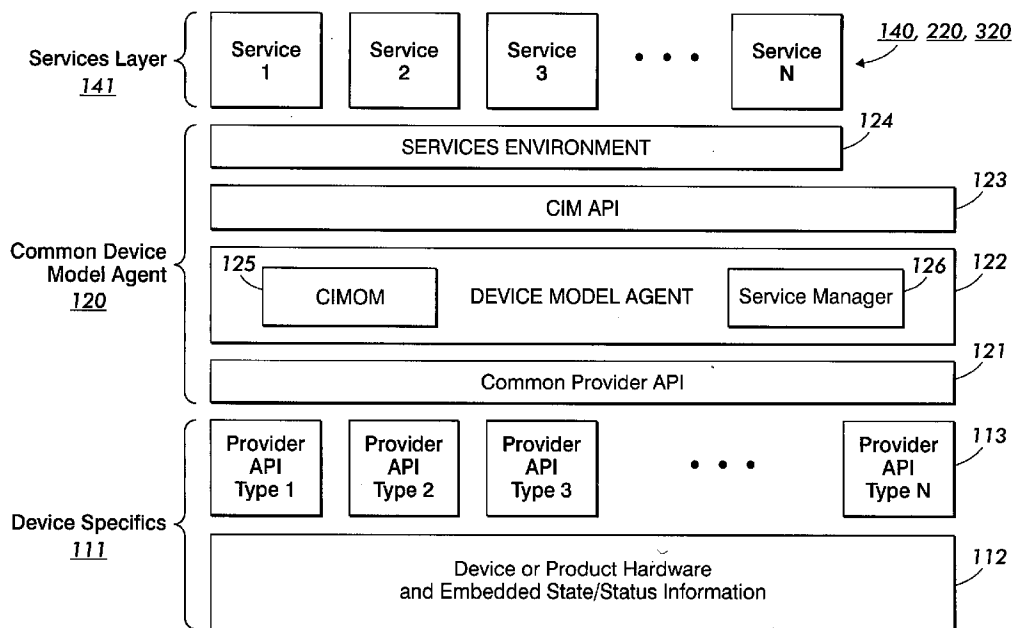 Services Layer
141
Service
1
Service
2
Service
3
• • •
Service
N
140, 220, 320
Common Device
Model Agent
120
SERVICES ENVIRONMENT
124
CIM API
123
125
CIMOM
DEVICE MODEL AGENT
Service Manager
126
122
Common Provider API
121
Device Specifics
111
Provider
API
Type 1
Provider
API
Type 2
Provider
API
Type 3
• • •
Provider
API
Type N
113
Device or Product Hardware
and Embedded State/Status Information
112